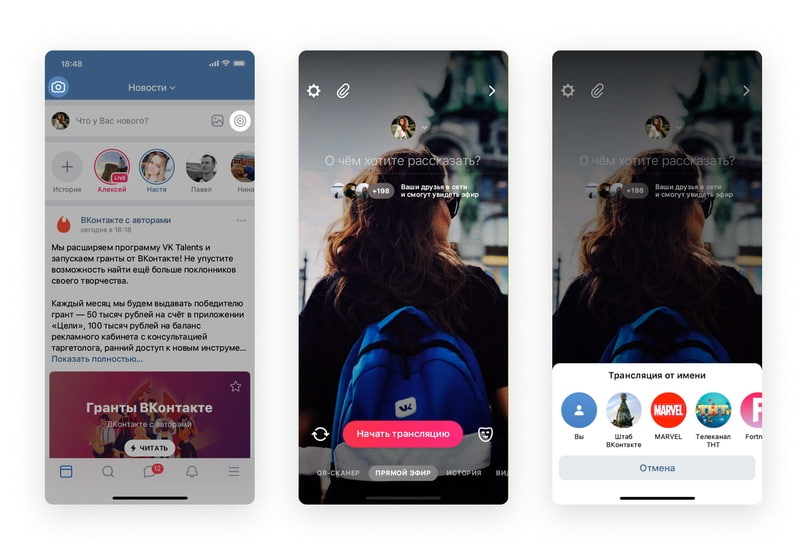 18:48
Новости
Что у Вас нового?
LIVE
История
Алексей
Настя
Павел
Нина
ВКонтакте с авторами
сегодня в 16:18
Мы расширяем программу VK Talents и
запускаем гранты от ВКонтакте! Не упустите
возможность найти ещё больше поклонников
своего творчества.
Каждый месяц мы будем выдавать победителю
грант — 50 тысяч рублей на счёт в приложении
«Цели», 100 тысяч рублей на баланс
рекламного кабинета с консультацией
таргетолога, ранний доступ к новым инструме...
Показать полностью...
Гранты ВКонтакте
ВКонтакте с авторами
ЧИТАТЬ
12
О чём хотите рассказать?
+198
Ваши друзья в сети
и смогут увидеть эфир
Начать трансляцию
QR-СКАНЕР
ПРЯМОЙ ЭФИР
ИСТОРИЯ
ВИД
О чём хотите рассказать?
+198
Ваши друзья в сети
и смогут увидеть эфир
Трансляция от имени
MARVEL
ТНТ
F
Вы
Штаб
ВКонтакте
MARVEL
Телеканал
ТНТ
Fortn
Отмена